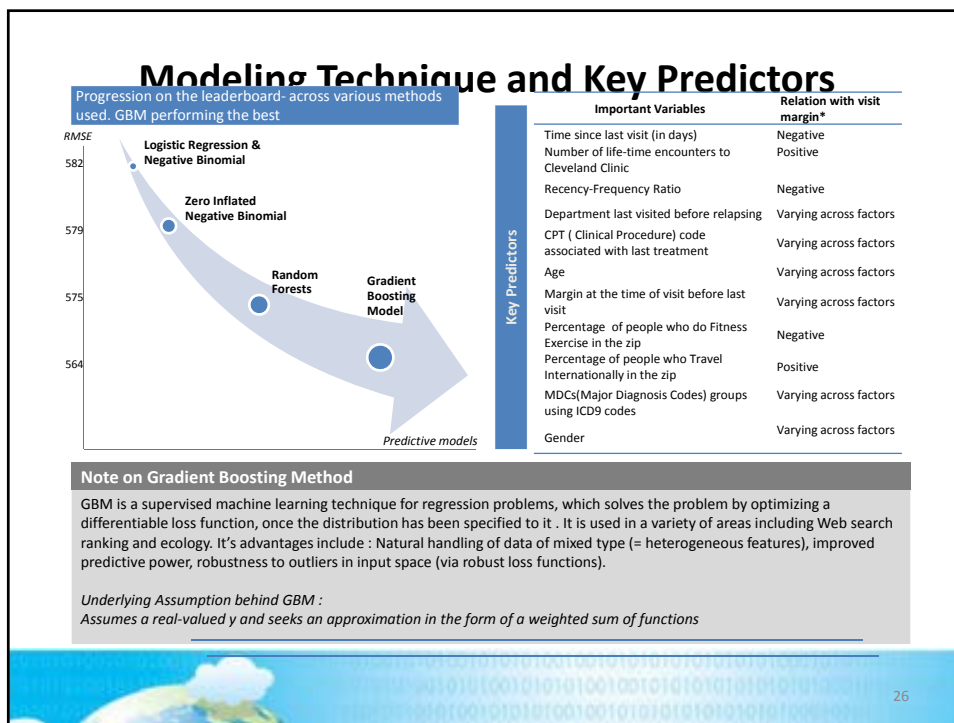 Modeling Technique and Key Predictors
Progression on the leaderboard- across various methods
used. GBM performing the best
RMSE
582
579
575
564
Logistic Regression &
Negative Binomial
Zero Inflated
Negative Binomial
Random
Forests
Gradient
Boosting
Model
Predictive models
Key Predictors
Important Variables
Relation with visit
margin*
Time since last visit (in days)
Negative
Number of life-time encounters to
Cleveland Clinic
Positive
Recency-Frequency Ratio
Negative
Department last visited before relapsing
Varying across factors
CPT ( Clinical Procedure) code
associated with last treatment
Varying across factors
Age
Varying across factors
Margin at the time of visit before last
visit
Varying across factors
Percentage of people who do Fitness
Exercise in the zip
Negative
Percentage of people who Travel
Internationally in the zip
Positive
MDCs(Major Diagnosis Codes) groups
using ICD9 codes
Varying across factors
Gender
Varying across factors
Note on Gradient Boosting Method
GBM is a supervised machine learning technique for regression problems, which solves the problem by optimizing a
differentiable loss function, once the distribution has been specified to it . It is used in a variety of areas including Web search
ranking and ecology. It's advantages include : Natural handling of data of mixed type (= heterogeneous features), improved
predictive power, robustness to outliers in input space (via robust loss functions).
Underlying Assumption behind GBM :
Assumes a real-valued y and seeks an approximation in the form of a weighted sum of functions
26